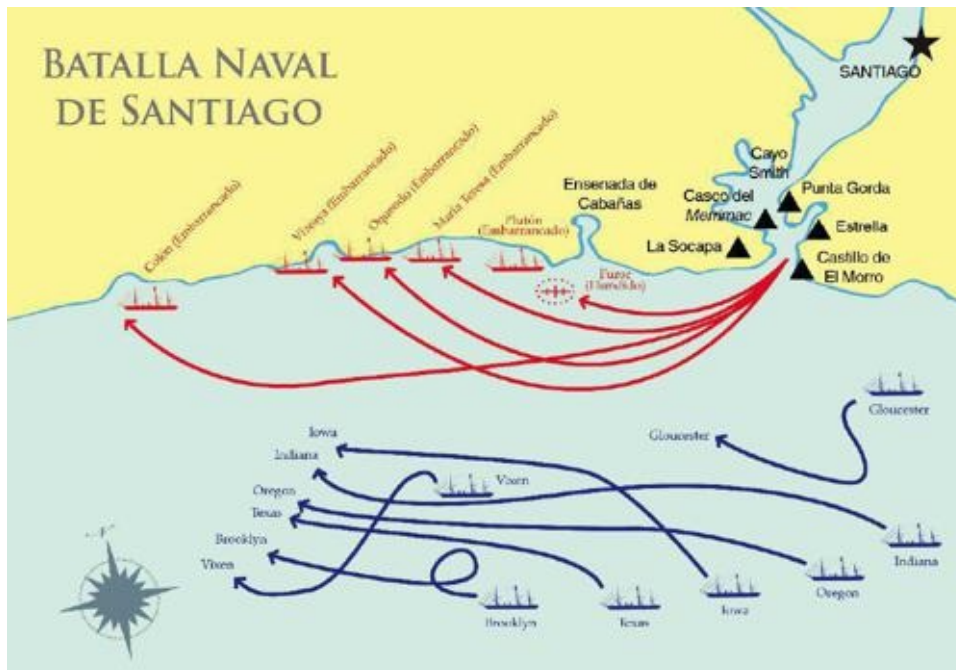 BATALLA NAVAL
DE SANTIAGO
SANTIAGO
Cayo
Smith
Punta Gorda
Casco del
Merrimac
Estrella
La Socapa
Castillo de
El Morro
Ensenada de
Cabañas
Colón (Embarrancado)
Vizcaya (Embarrancado)
Oquendo (Embarrancado)
María Teresa (Embarrancado)
Plutón
(Embarrancado)
Furor
(Hundido)
Gloucester
Gloucester
Iowa
Indiana
Vixen
Oregon
Texas
Brooklyn
Vixen
Indiana
Oregon
Iowa
Texas
Brooklyn
N